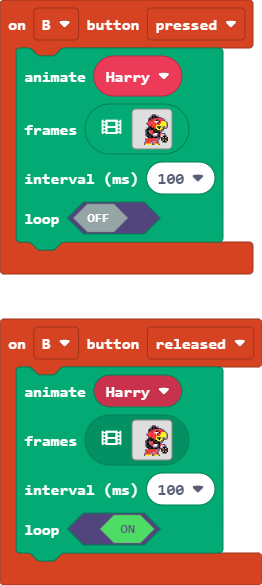 on B button pressed
animate Harry
frames
interval (ms) 100
loop OFF
on B button released
animate Harry
frames
interval (ms) 100
loop ON